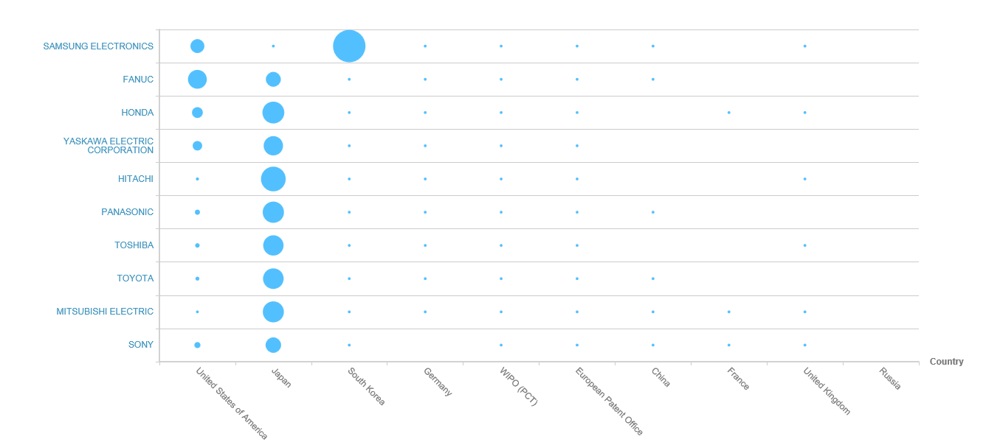 SAMSUNG ELECTRONICS
FANUC
HONDA
YASKAWA ELECTRIC
CORPORATION
HITACHI
PANASONIC
TOSHIBA
TOYOTA
MITSUBISHI ELECTRIC
SONY
Country
United States of America
Japan
South Korea
Germany
WIPO (PCT)
European Patent Office
China
France
United Kingdom
Russia